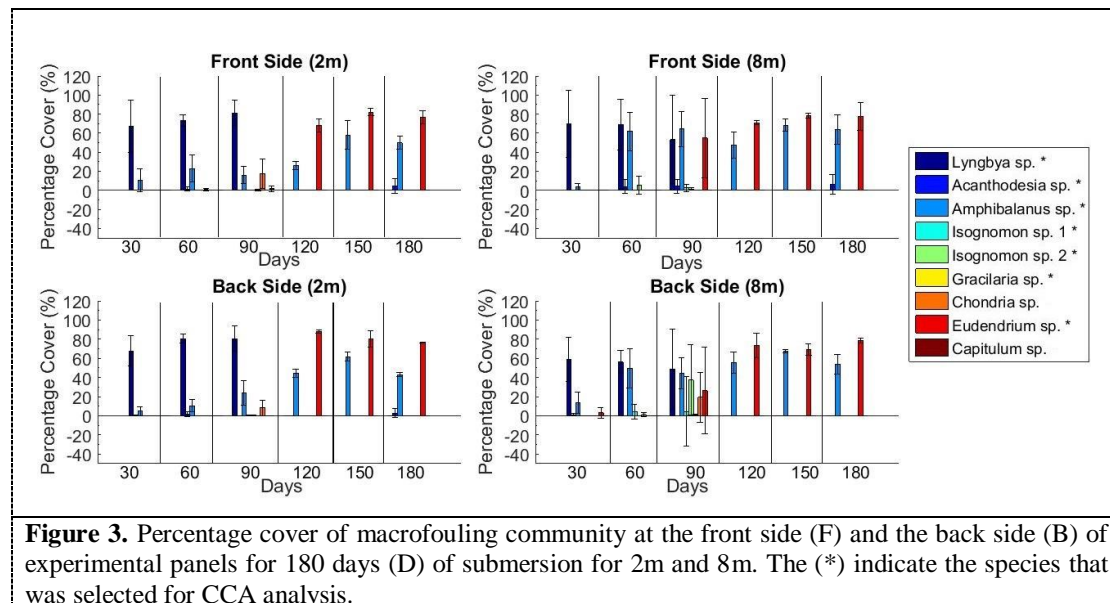 Front Side (2m)
Percentage Cover (%)
120
100
80
60
40
20
0
-20
-40
30 60 90 120 150 180
Days
Front Side (8m)
Percentage Cover (%)
120
100
80
60
40
20
0
-20
-40
30 60 90 120 150 180
Days
Back Side (2m)
Percentage Cover (%)
120
100
80
60
40
20
0
-20
-40
30 60 90 120 150 180
Days
Back Side (8m)
Percentage Cover (%)
120
100
80
60
40
20
0
-20
-40
30 60 90 120 150 180
Days
Lyngbya sp. *
Acanthodesia sp. *
Amphibalanus sp. *
Isognomon sp. 1 *
Isognomon sp. 2 *
Gracilaria sp. *
Chondria sp.
Eudendrium sp. *
Capitulum sp.
Figure 3. Percentage cover of macrofouling community at the front side (F) and the back side (B) of
experimental panels for 180 days (D) of submersion for 2m and 8m. The (*) indicate the species that
was selected for CCA analysis.